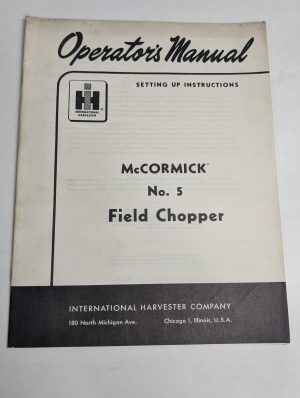 Operator's Manual
SETTING UP INSTRUCTIONS
IH
INTERNATIONAL
HARVESTER
McCORMICK®
No. 5
Field Chopper
INTERNATIONAL HARVESTER COMPANY
180 North Michigan Ave. Chicago 1, Illinois, U.S.A.